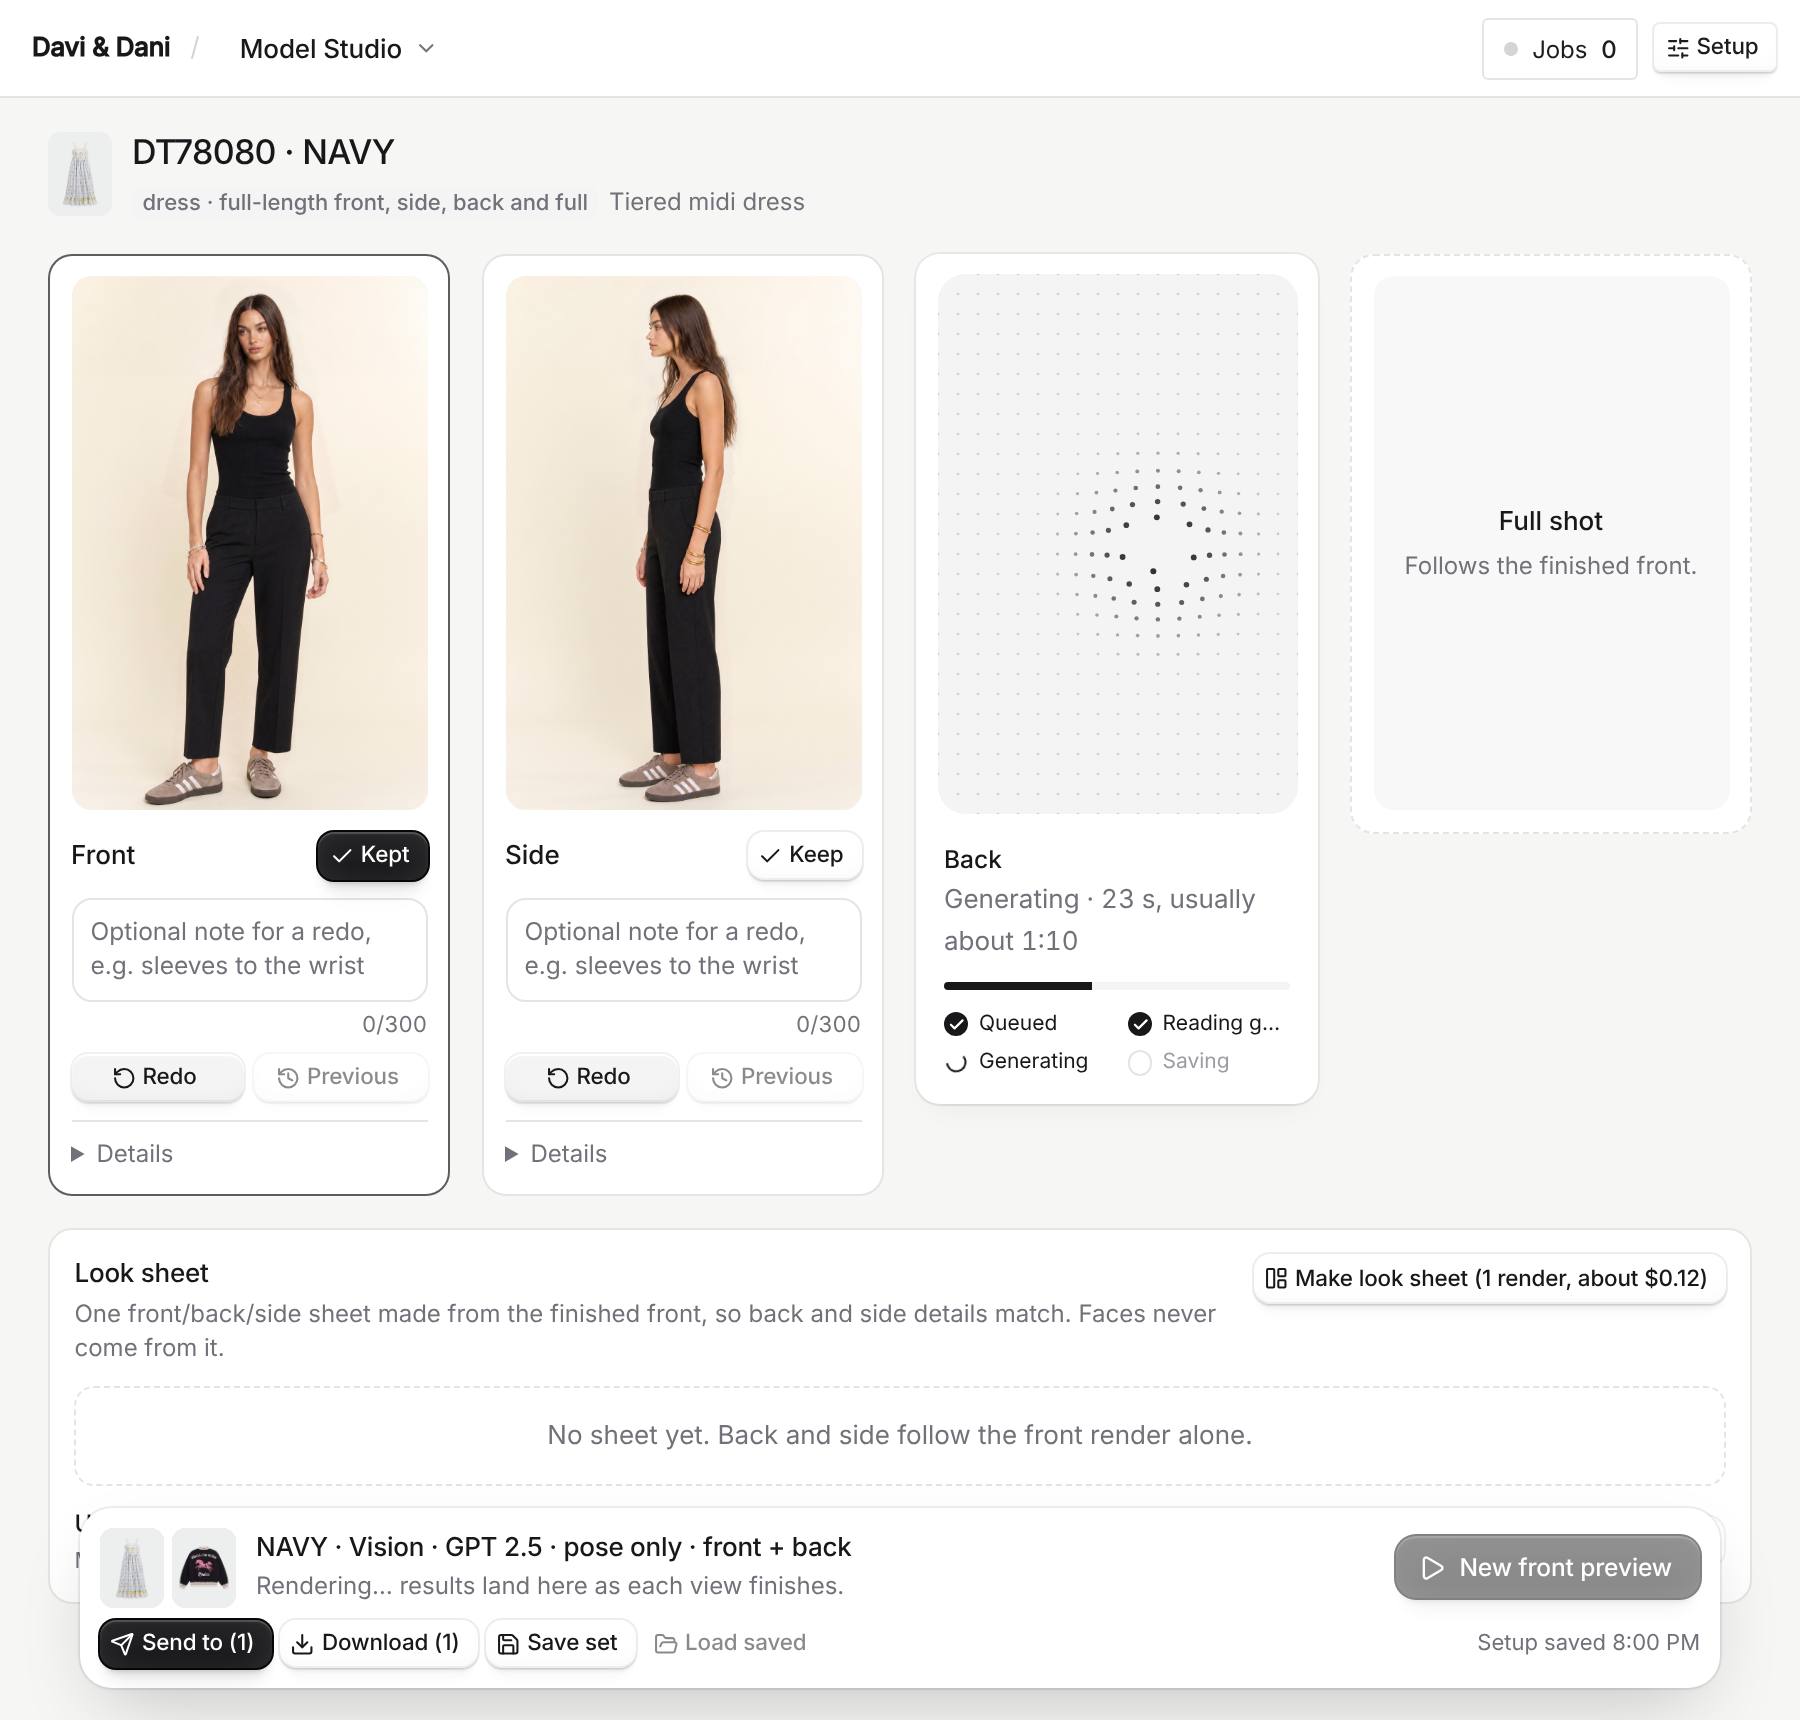 Davi & Dani / Model Studio
Jobs 0
Setup
DT78080 · NAVY
dress · full-length front, side, back and full Tiered midi dress
Front
Kept
Optional note for a redo,
e.g. sleeves to the wrist
0/300
Redo
Previous
Details
Side
Keep
Optional note for a redo,
e.g. sleeves to the wrist
0/300
Redo
Previous
Details
Back
Generating · 23 s, usually
about 1:10
Queued
Reading g...
Generating
Saving
Full shot
Follows the finished front.
Look sheet
One front/back/side sheet made from the finished front, so back and side details match. Faces never
come from it.
Make look sheet (1 render, about $0.12)
No sheet yet. Back and side follow the front render alone.
NAVY · Vision · GPT 2.5 · pose only · front + back
Rendering... results land here as each view finishes.
New front preview
Send to (1)
Download (1)
Save set
Load saved
Setup saved 8:00 PM